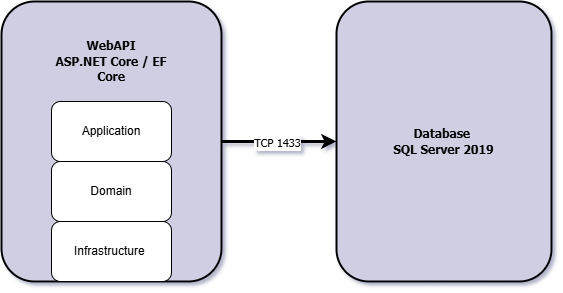 WebAPI
ASP.NET Core / EF
Core
Application
Domain
Infrastructure
TCP 1433
Database
SQL Server 2019